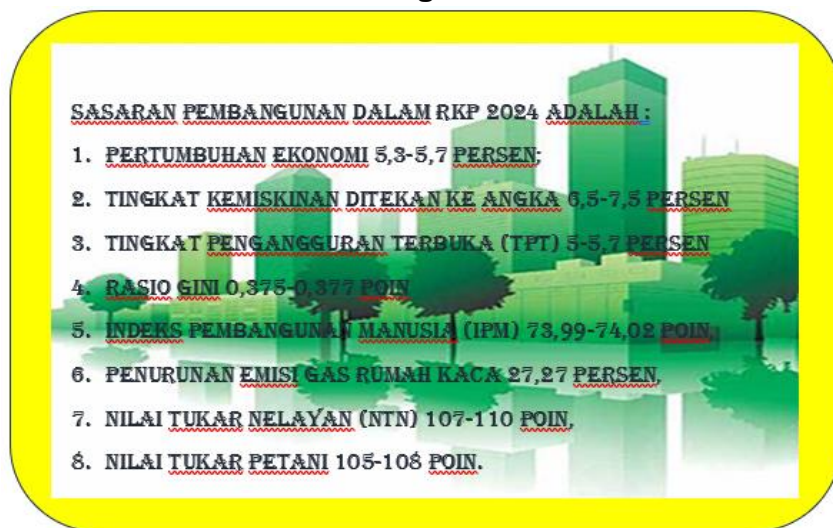 SASARAN PEMBANGUNAN DALAM RKP 2024 ADALAH :
1. PERTUMBUHAN EKONOMI 5,3-5,7 PERSEN;
2. TINGKAT KEMISKINAN DITEKAN KE ANGKA 6,5-7,5 PERSEN
3. TINGKAT PENGANGGURAN TERBUKA (TPT) 5-5,7 PERSEN
4. RASIO GINI 0,375-0,377 POIN
5. INDEKS PEMBANGUNAN MANUSIA (IPM) 73,99-74,02 POIN,
6. PENURUNAN EMISI GAS RUMAH KACA 27,27 PERSEN,
7. NILAI TUKAR NELAYAN (NTN) 107-110 POIN,
8. NILAI TUKAR PETANI 105-108 POIN.